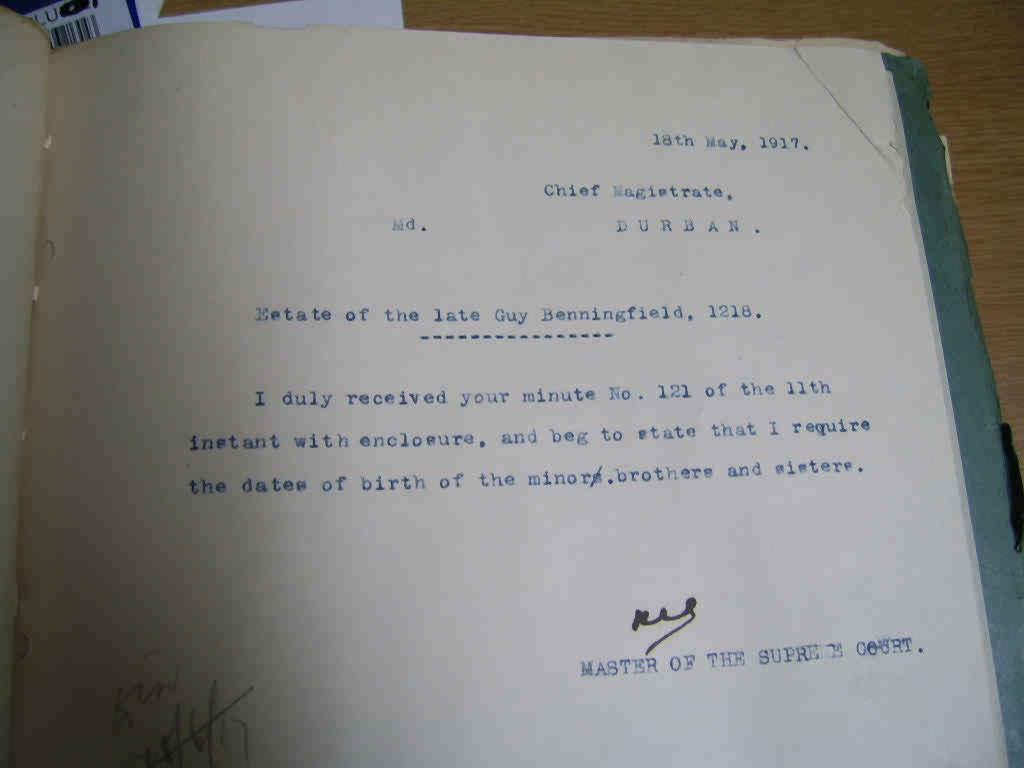 18th May, 1917.
Chief Magistrate,
Md. D U R B A N .
Estate of the late Guy Benningfield, 1218.
----------------
I duly received your minute No. 121 of the 11th
instant with enclosure, and beg to state that I require
the dates of birth of the minor .brothers and sisters.
MASTER OF THE SUPREME COURT.